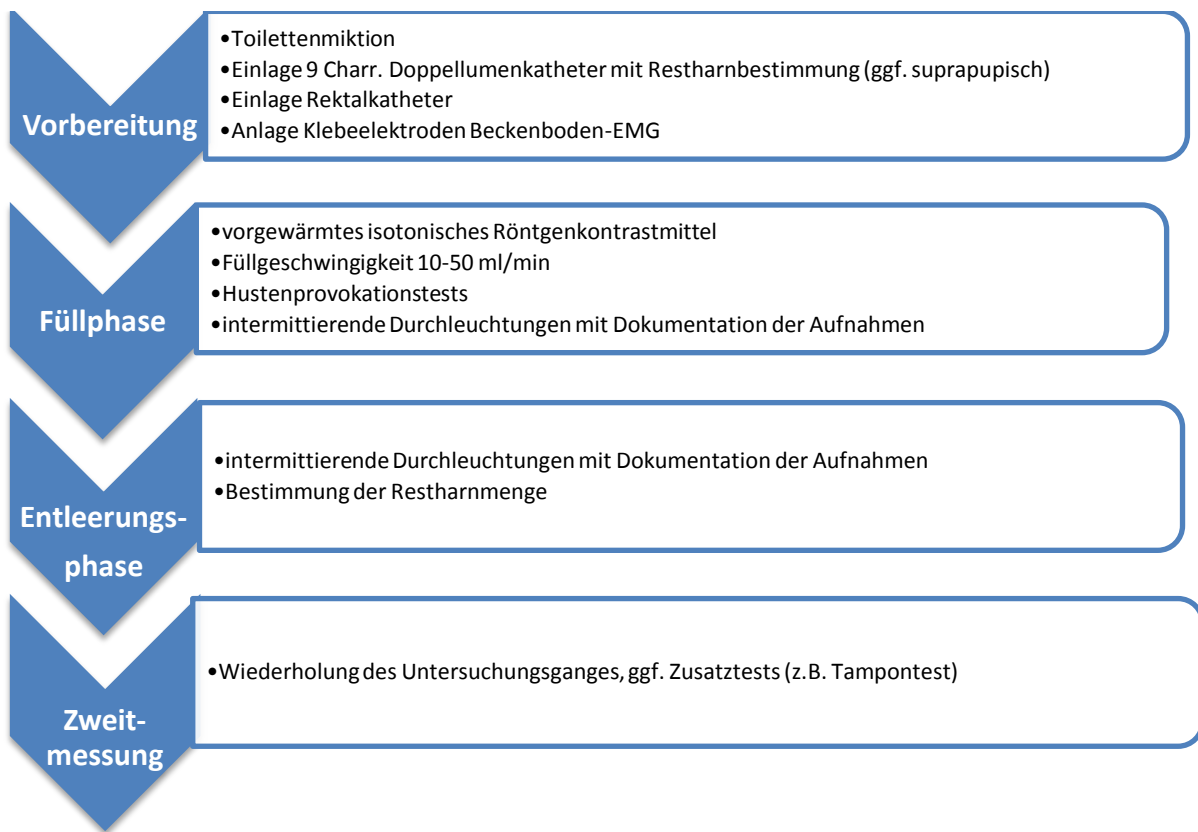 Vorbereitung
•Toilettenmiktion
•Einlage 9 Charr. Doppellumenkatheter mit Restharnbestimmung (ggf. suprapupisch)
•Einlage Rektalkatheter
•Anlage Klebeelektroden Beckenboden-EMG
Füllphase
•vorgewärmtes isotonisches Röntgenkontrastmittel
•Füllgeschwingigkeit 10-50 ml/min
•Hustenprovokationstests
•intermittierende Durchleuchtungen mit Dokumentation der Aufnahmen
Entleerungs-
phase
•intermittierende Durchleuchtungen mit Dokumentation der Aufnahmen
•Bestimmung der Restharnmenge
Zweit-
messung
•Wiederholung des Untersuchungsganges, ggf. Zusatztests (z.B. Tampontest)